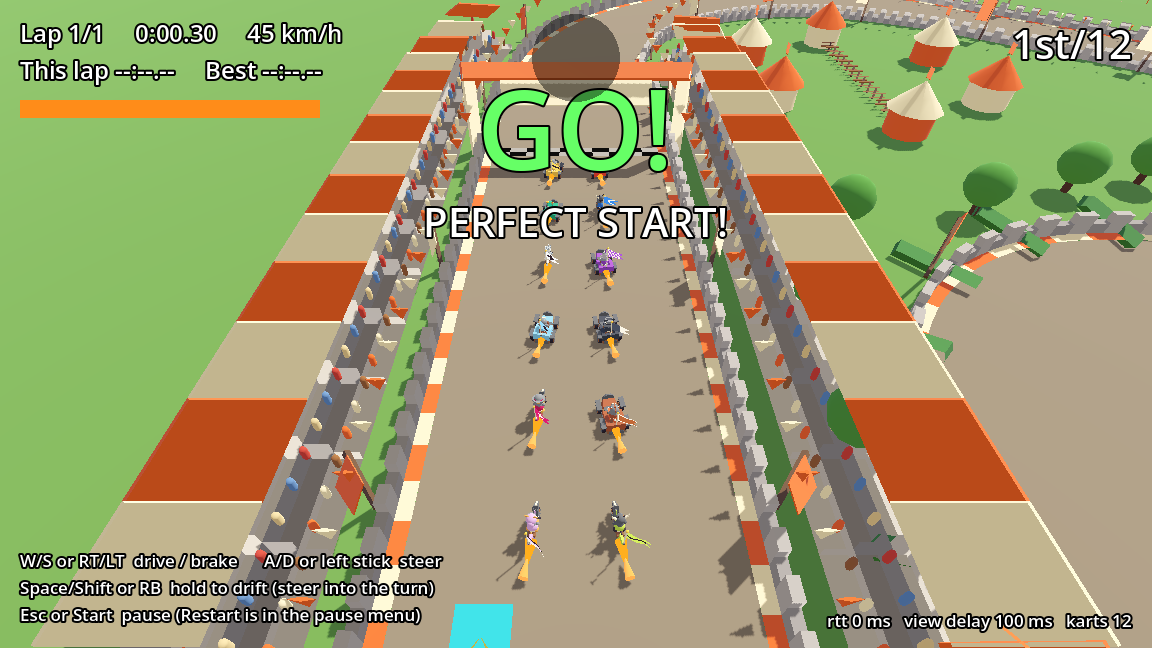 Lap 1/1 0:00.30 45 km/h
1st/12
This lap --:--.-- Best --:--.--
GO!
PERFECT START!
W/S or RT/LT drive / brake A/D or left stick steer
Space/Shift or RB hold to drift (steer into the turn)
Esc or Start pause (Restart is in the pause menu)
rtt 0 ms view delay 100 ms karts 12